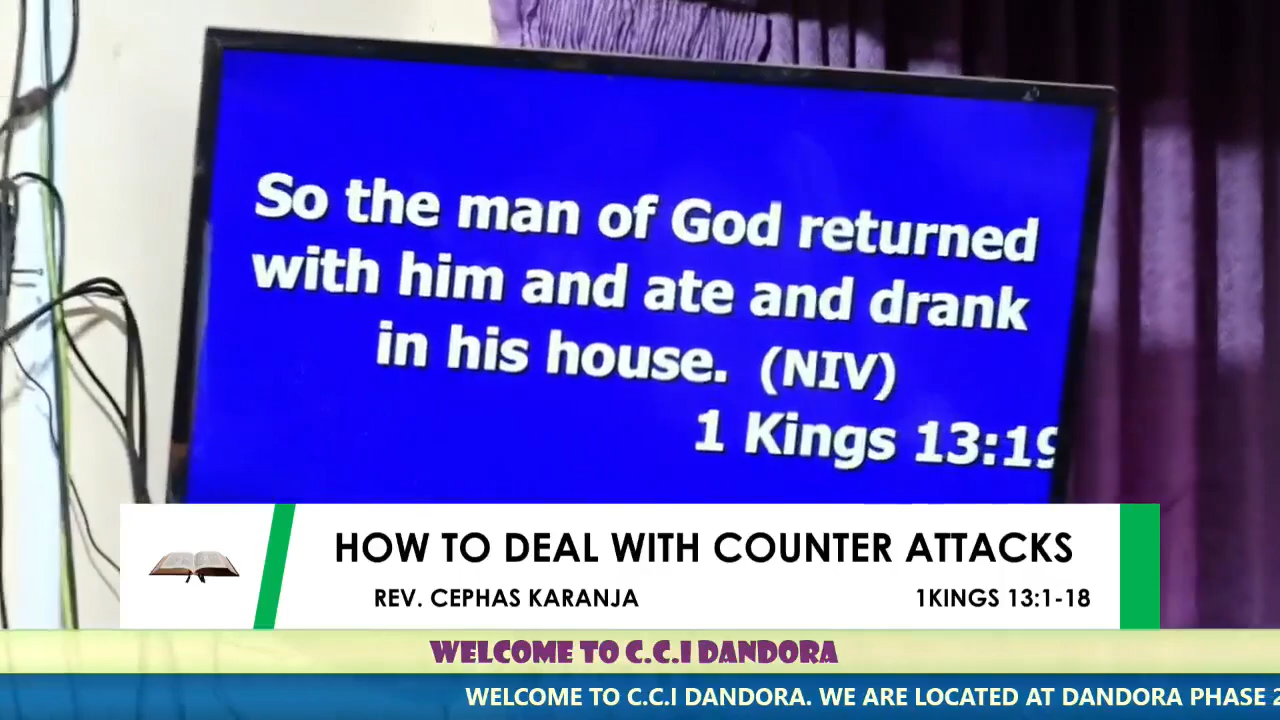 So the man of God returned
with him and ate and drank
in his house. (NIV)
1 Kings 13:19
HOW TO DEAL WITH COUNTER ATTACKS
REV. CEPHAS KARANJA
1KINGS 13:1-18
WELCOME TO C.C.I DANDORA
WELCOME TO C.C.I DANDORA. WE ARE LOCATED AT DANDORA PHASE 2